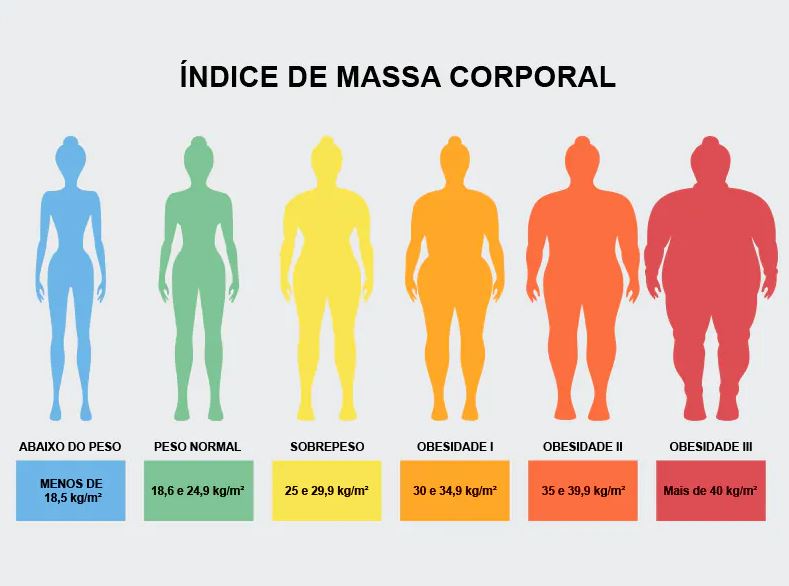 ÍNDICE DE MASSA CORPORAL
ABAIXO DO PESO
MENOS DE
18,5 kg/m²
PESO NORMAL
18,6 e 24,9 kg/m²
SOBREPESO
25 e 29,9 kg/m²
OBESIDADE I
30 e 34,9 kg/m²
OBESIDADE II
35 e 39,9 kg/m²
OBESIDADE III
Mais de 40 kg/m²